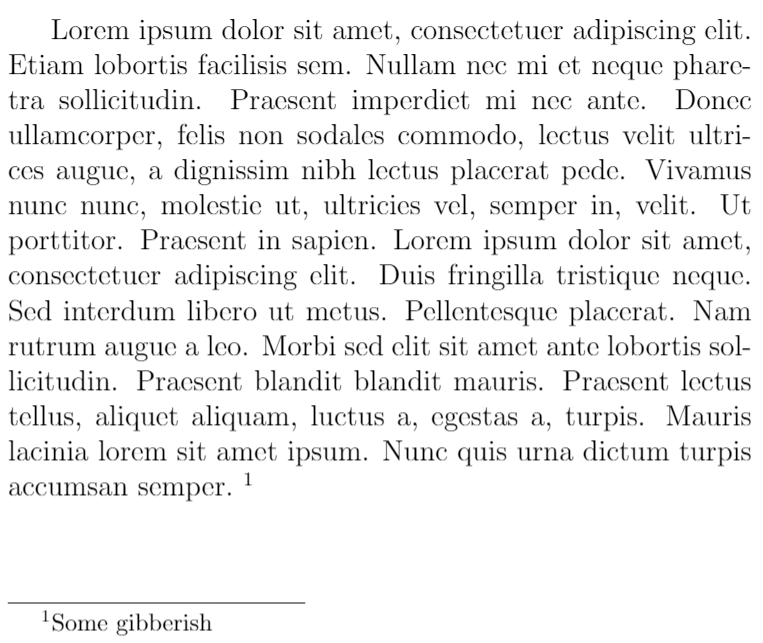 Lorem ipsum dolor sit amet, consectetuer adipiscing elit.
Etiam lobortis facilisis sem. Nullam nec mi et neque phare-
tra sollicitudin. Praesent imperdiet mi nec ante. Donec
ullamcorper, felis non sodales commodo, lectus velit ultri-
ces augue, a dignissim nibh lectus placerat pede. Vivamus
nunc nunc, molestie ut, ultricies vel, semper in, velit. Ut
porttitor. Praesent in sapien. Lorem ipsum dolor sit amet,
consectetuer adipiscing elit. Duis fringilla tristique neque.
Sed interdum libero ut metus. Pellentesque placerat. Nam
rutrum augue a leo. Morbi sed elit sit amet ante lobortis sol-
licitudin. Praesent blandit blandit mauris. Praesent lectus
tellus, aliquet aliquam, luctus a, egestas a, turpis. Mauris
lacinia lorem sit amet ipsum. Nunc quis urna dictum turpis
accumsan semper. 1
1Some gibberish